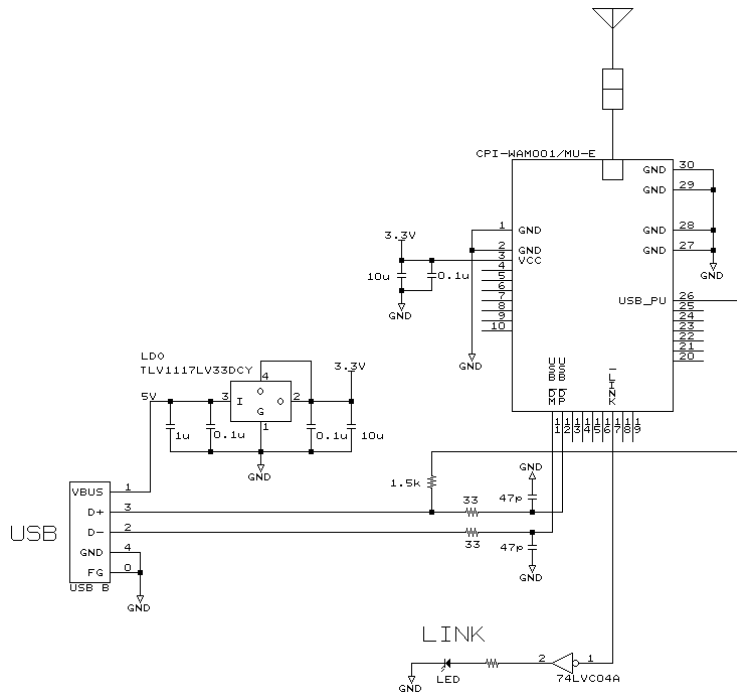 CPI-WAM001/MU-E
GND 30
GND 29
1 GND
GND 28
3.3V
2 GND
GND 27
3 VCC
10u
0.1u
4
GND
5
6
USB_PU 26
7
25
8
24
GND
9
23
10
22
21
20
LDO
TLV1117LV33DCY
3.3V
GND
USB DM
USB DP
LINK
4
5V
3 I
O
O 2
G
1
11
12
13
14
15
16
17
18
19
1u
0.1u
0.1u
10u
GND
GND
1.5k
VBUS 1
47p
33
D+ 3
USB
D- 2
33
47p
GND 4
FG 0
GND
USB B
GND
LINK
2
1
74LVC04A
LED
GND